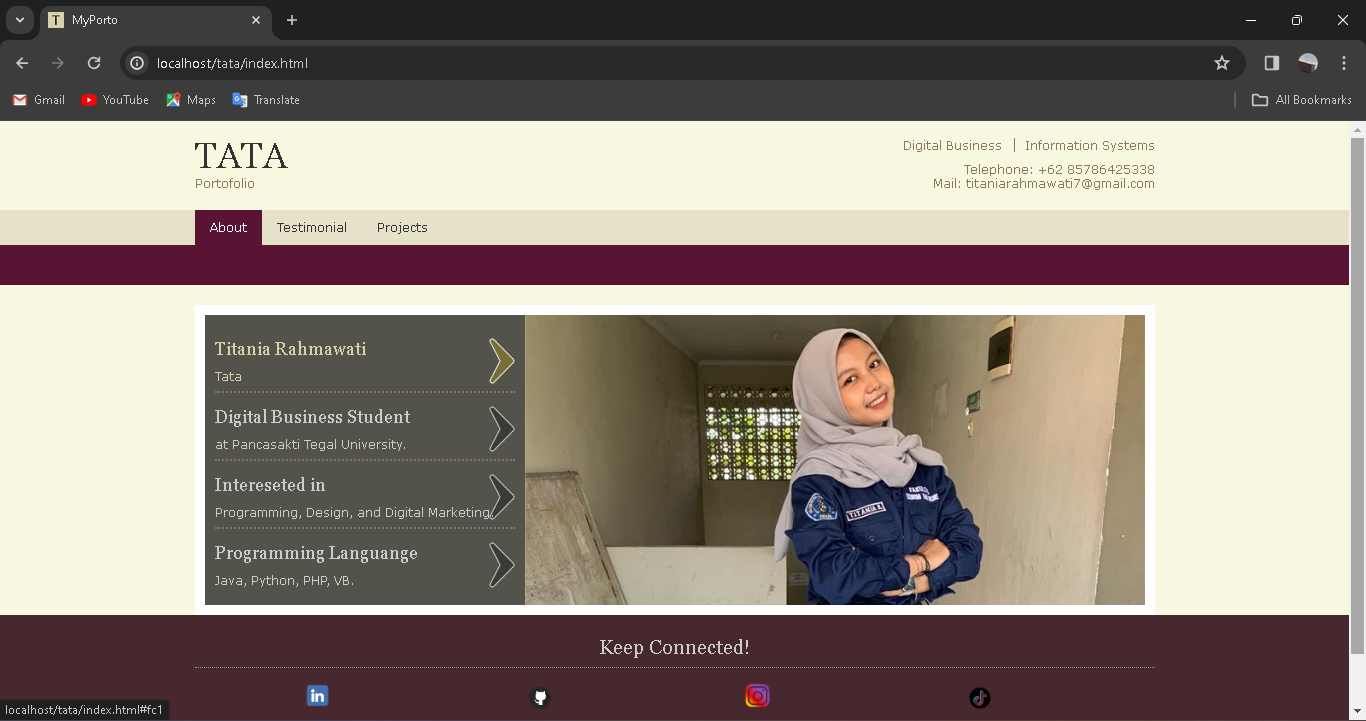 T MyPorto
localhost/tata/index.html
Gmail YouTube Maps Translate All Bookmarks
TATA
Portofolio
Digital Business | Information Systems
Telephone: +62 85786425338
Mail: titaniarahmawati7@gmail.com
About Testimonial Projects
Titania Rahmawati
Tata
Digital Business Student
at Pancasakti Tegal University.
Intereseted in
Programming, Design, and Digital Marketing
Programming Languange
Java, Python, PHP, VB.
TITANIA R.
Keep Connected!
in
localhost/tata/index.html#fc1